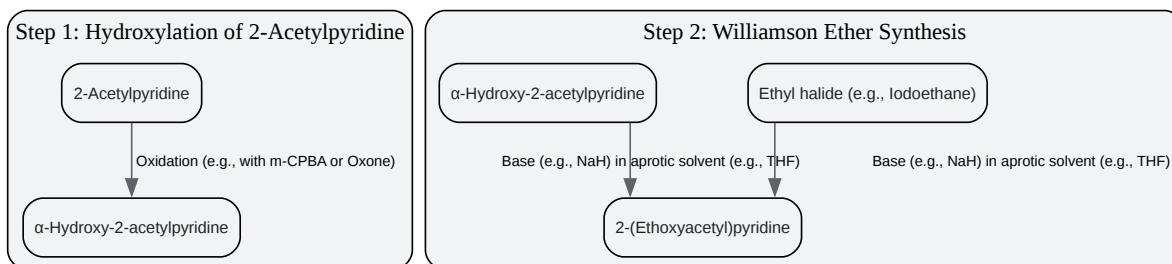 Step 1: Hydroxylation of 2-Acetylpyridine
2-Acetylpyridine
Oxidation (e.g., with m-CPBA or Oxone)
α-Hydroxy-2-acetylpyridine
Step 2: Williamson Ether Synthesis
α-Hydroxy-2-acetylpyridine
Ethyl halide (e.g., Iodoethane)
Base (e.g., NaH) in aprotic solvent (e.g., THF)
Base (e.g., NaH) in aprotic solvent (e.g., THF)
2-(Ethoxyacetyl)pyridine